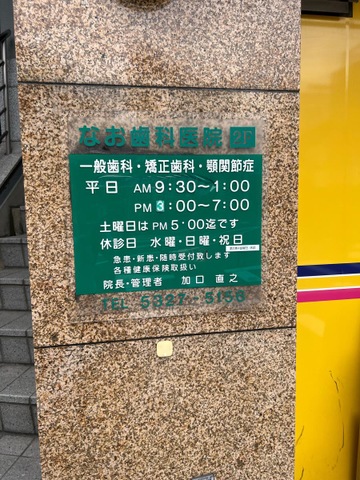 なお歯科医院 2F
一般歯科・矯正歯科・顎関節症
平日 AM 9:30〜1:00
PM 3:00〜7:00
土曜日は PM 5:00迄です
休診日 水曜・日曜・祝日
急患・新患・随時受付致します
各種健康保険取扱い
院長・管理者 加口 直之
TEL 5327-5156